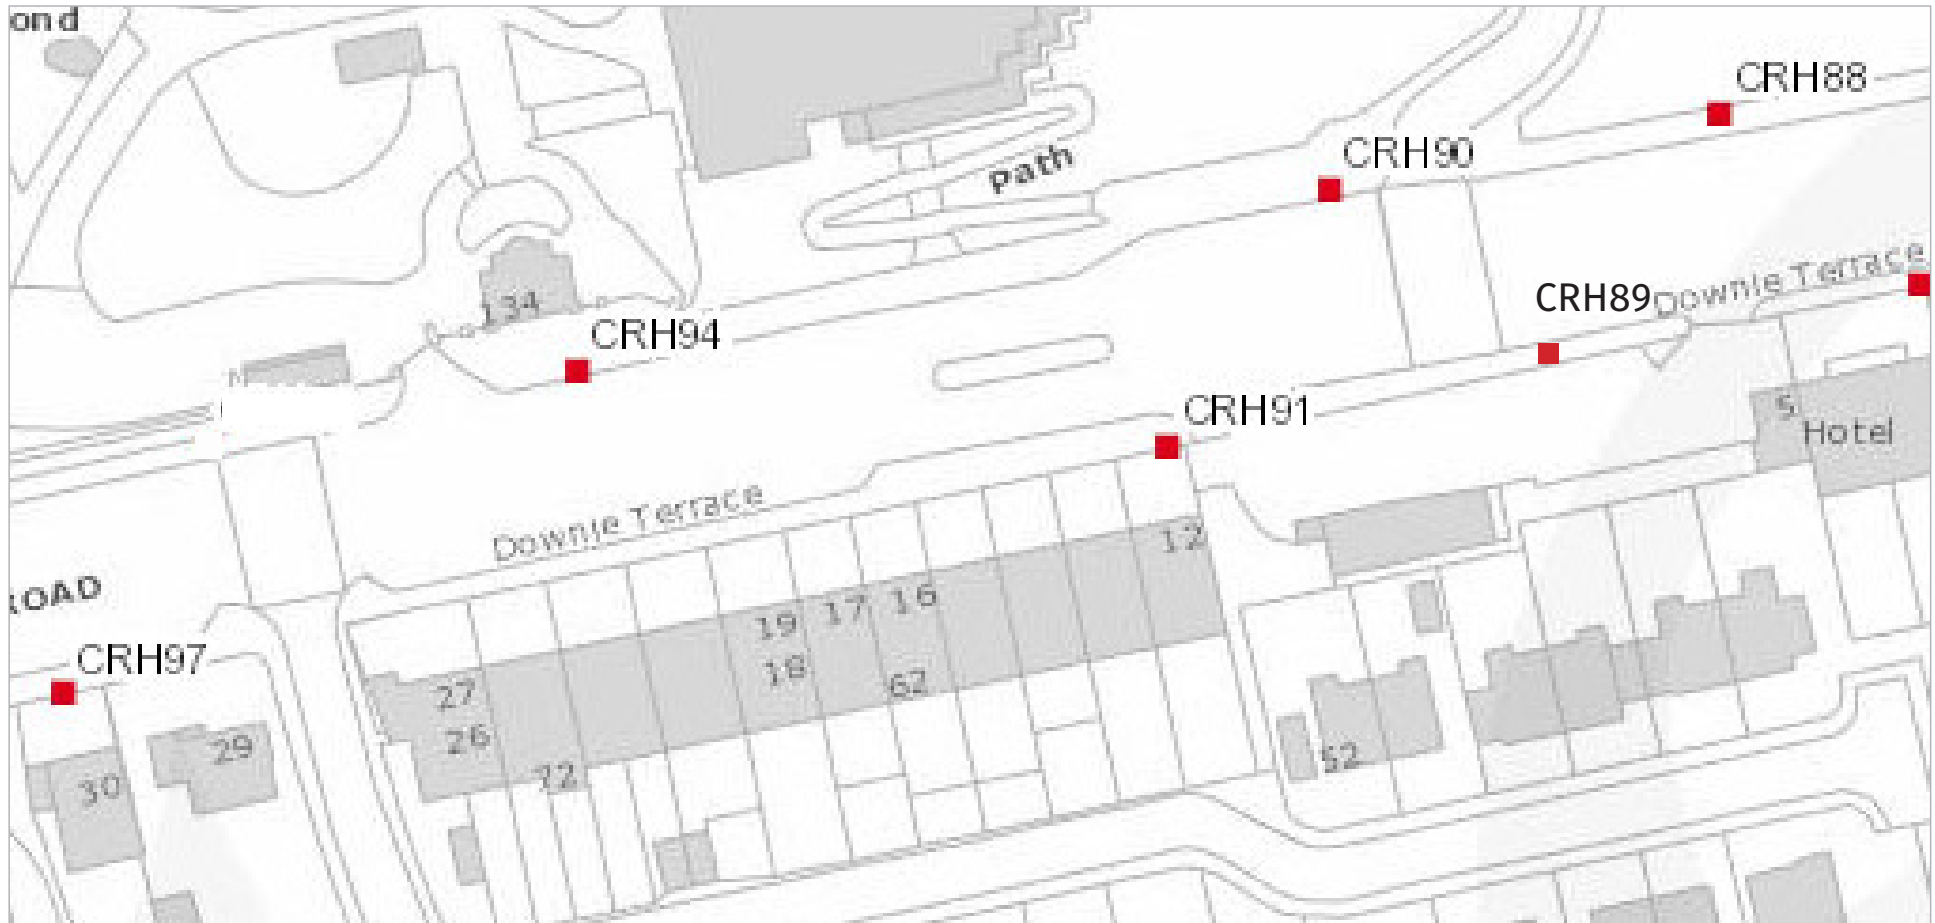 ond
CRH88
CRH90
Path
Downie Terrace
CRH89
134
CRH94
CRH91
5
Hotel
Downie Terrace
12
ROAD
19
17
16
CRH97
18
62
27
26
29
72
52
30